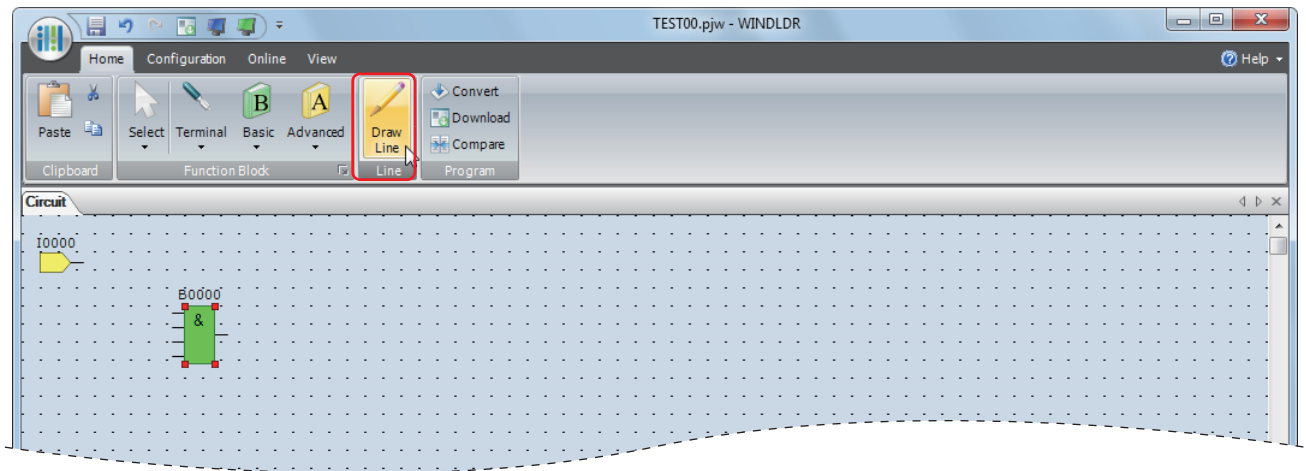 TEST00.pjw - WINDLDR
Home Configuration Online View Help
Paste Select Terminal Basic Advanced Draw Line Convert
Download
Compare
B A
Clipboard Function Block Line Program
Circuit
I0000
B0000
&